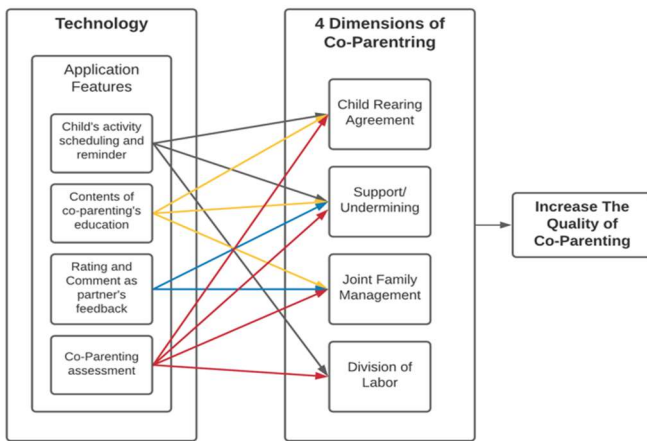 Technology
Application
Features
Child's activity
scheduling and
reminder
Contents of
co-parenting's
education
Rating and
Comment as
partner's
feedback
Co-Parenting
assessment
4 Dimensions of
Co-Parentring
Child Rearing
Agreement
Support/
Undermining
Joint Family
Management
Division of
Labor
Increase The
Quality of
Co-Parenting